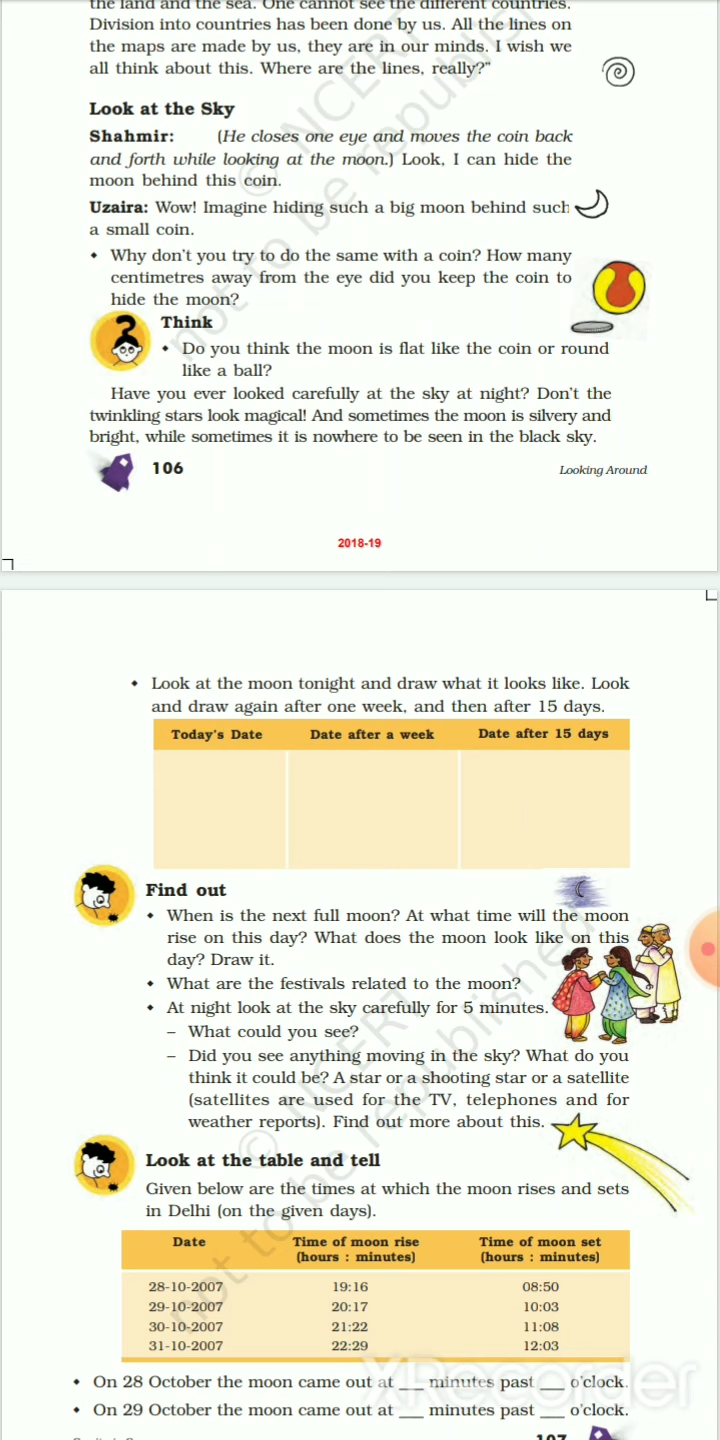 the land and the sea. One cannot see the different countries.
Division into countries has been done by us. All the lines on
the maps are made by us, they are in our minds. I wish we
all think about this. Where are the lines, really?"
Look at the Sky
Shahmir: (He closes one eye and moves the coin back
and forth while looking at the moon.) Look, I can hide the
moon behind this coin.
Uzaira: Wow! Imagine hiding such a big moon behind such
a small coin.
• Why don't you try to do the same with a coin? How many
centimetres away from the eye did you keep the coin to
hide the moon?
Think
• Do you think the moon is flat like the coin or round
like a ball?
Have you ever looked carefully at the sky at night? Don't the
twinkling stars look magical! And sometimes the moon is silvery and
bright, while sometimes it is nowhere to be seen in the black sky.
106
Looking Around
© NCERT
not to be republish
2018-19
• Look at the moon tonight and draw what it looks like. Look
and draw again after one week, and then after 15 days.
Today's Date Date after a week Date after 15 days
Find out
• When is the next full moon? At what time will the moon
rise on this day? What does the moon look like on this
day? Draw it.
• What are the festivals related to the moon?
• At night look at the sky carefully for 5 minutes.
– What could you see?
– Did you see anything moving in the sky? What do you
think it could be? A star or a shooting star or a satellite
(satellites are used for the TV, telephones and for
weather reports). Find out more about this.
Look at the table and tell
Given below are the times at which the moon rises and sets
in Delhi (on the given days).
Date Time of moon rise Time of moon set
(hours : minutes) (hours : minutes)
28-10-2007 19:16 08:50
29-10-2007 20:17 10:03
30-10-2007 21:22 11:08
31-10-2007 22:29 12:03
• On 28 October the moon came out at ___ minutes past ___ o'clock.
• On 29 October the moon came out at ___ minutes past ___ o'clock.
© NCERT
not to be republished
XRecorder
107